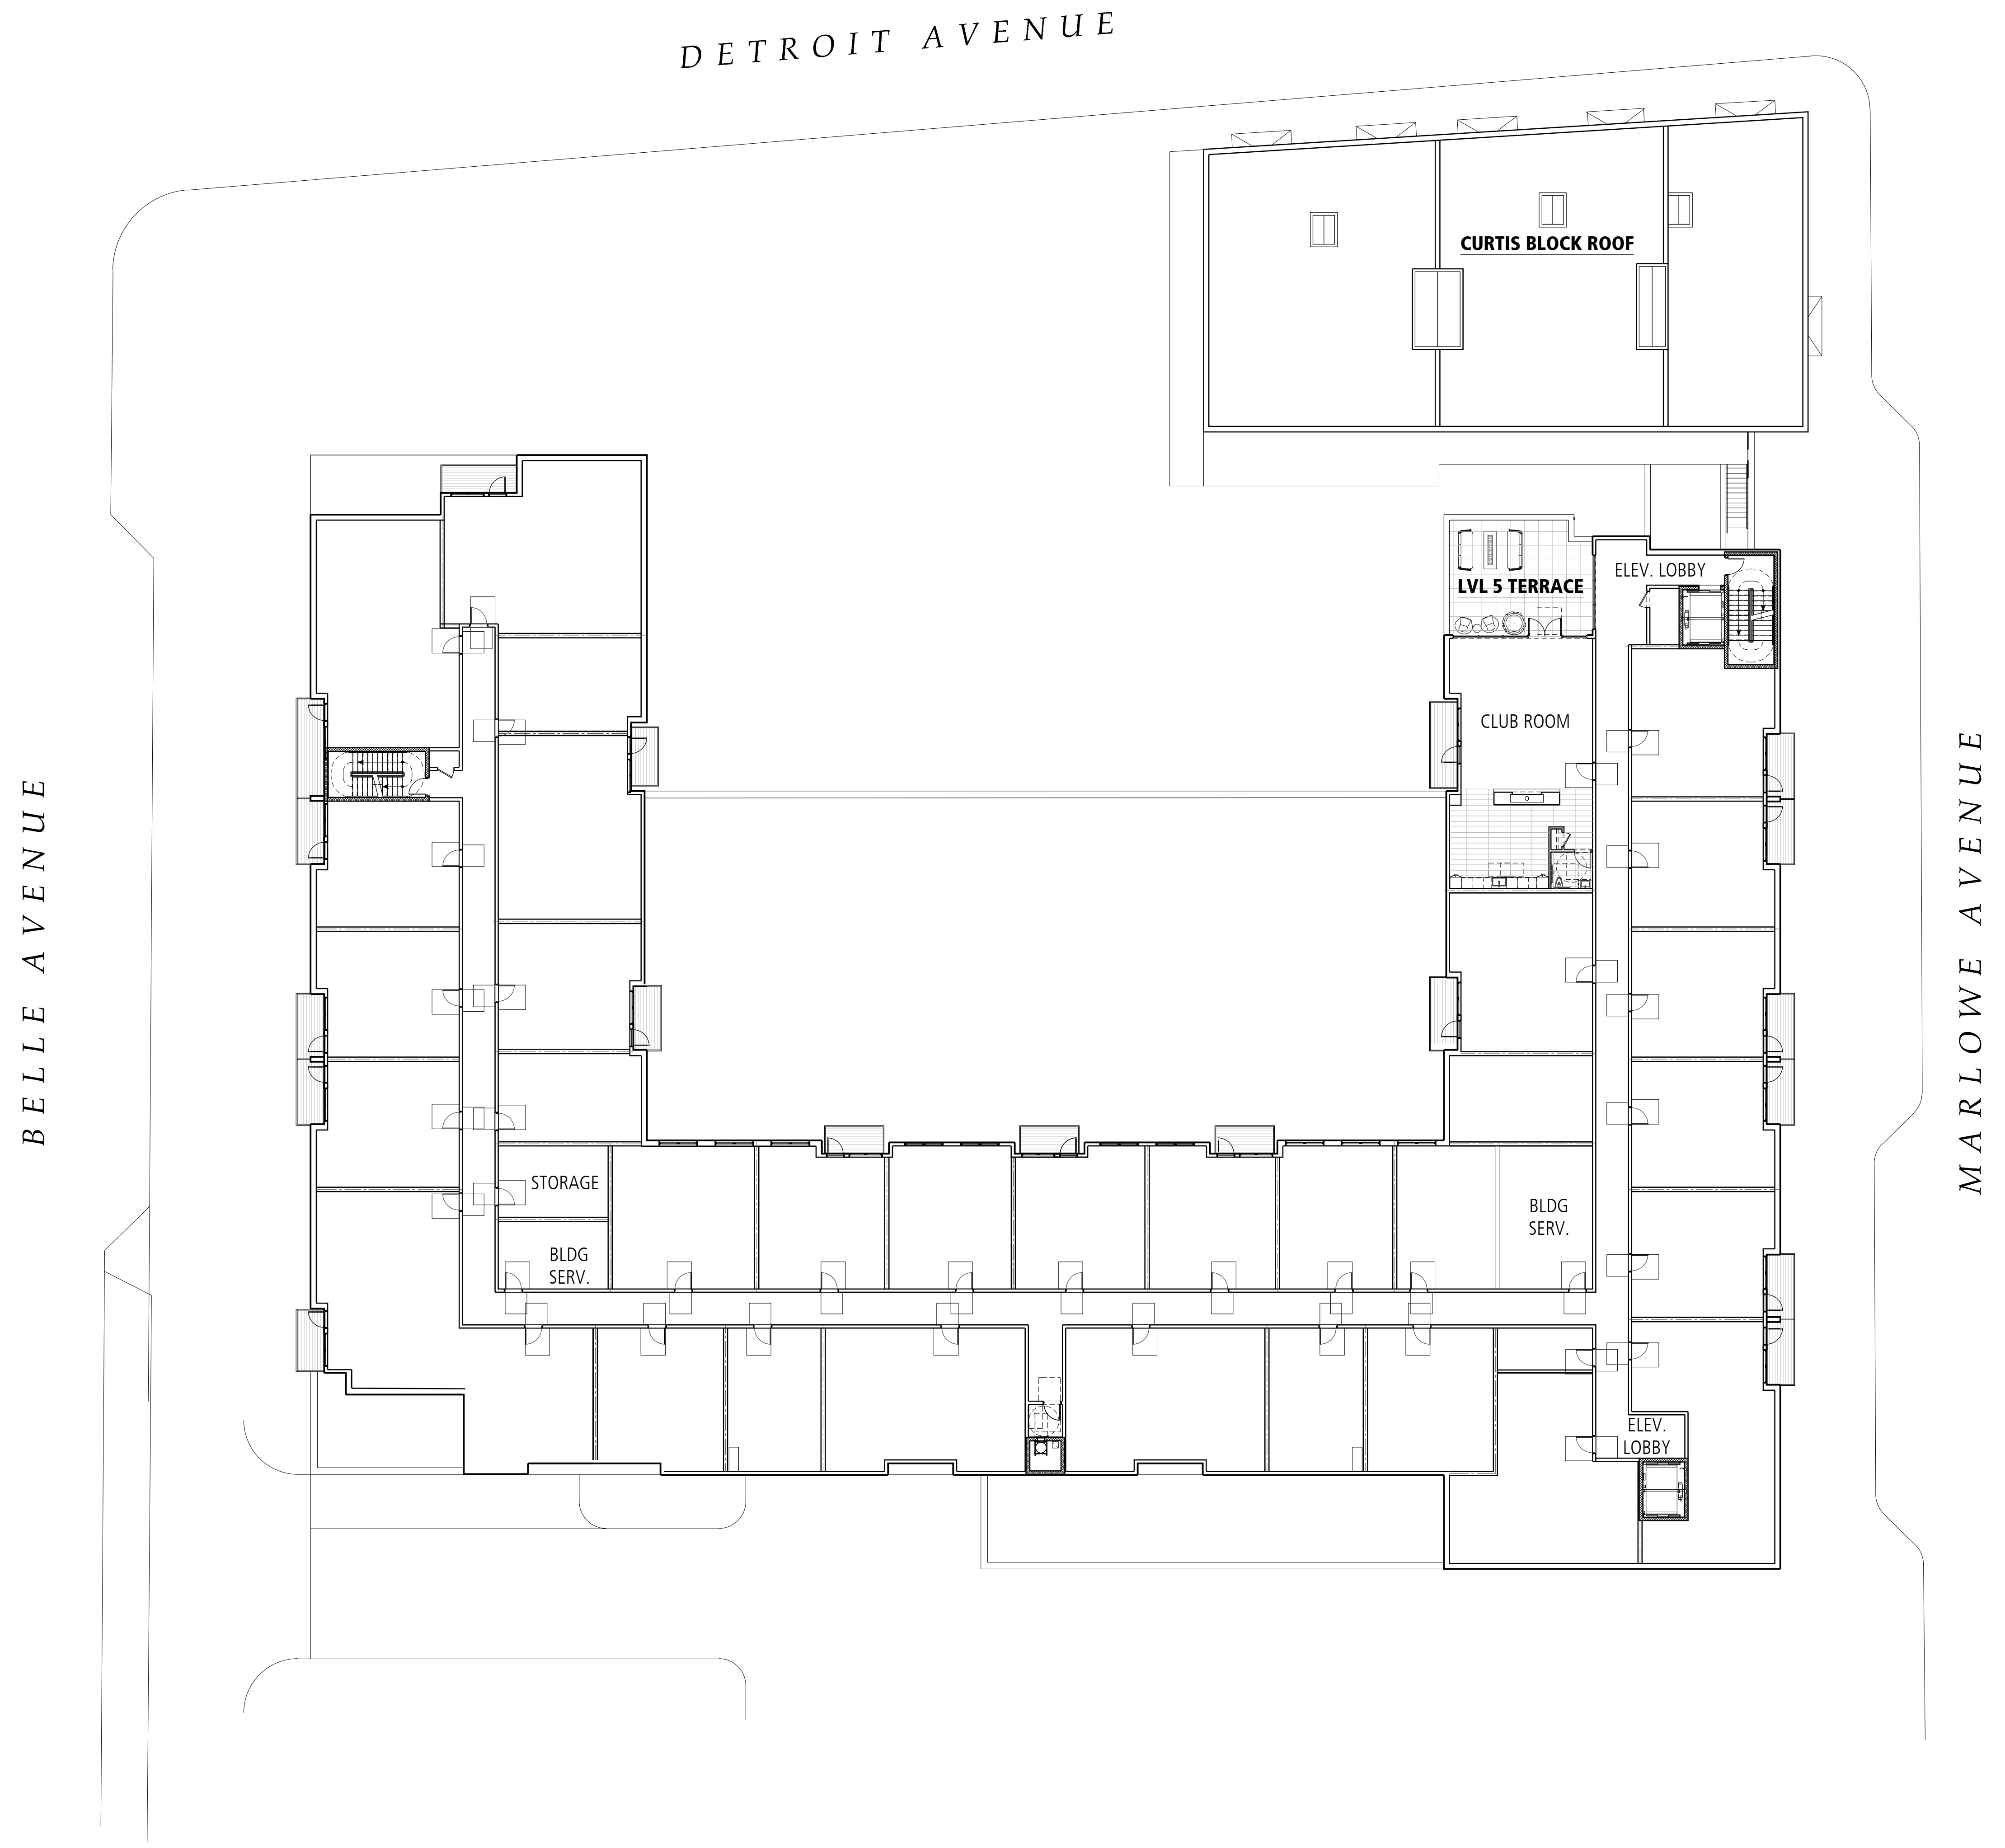 DETROIT AVENUE
CURTIS BLOCK ROOF
ELEV. LOBBY
LVL 5 TERRACE
CLUB ROOM
BELLE AVENUE
MARLOWE AVENUE
STORAGE
BLDG
SERV.
BLDG
SERV.
ELEV.
LOBBY